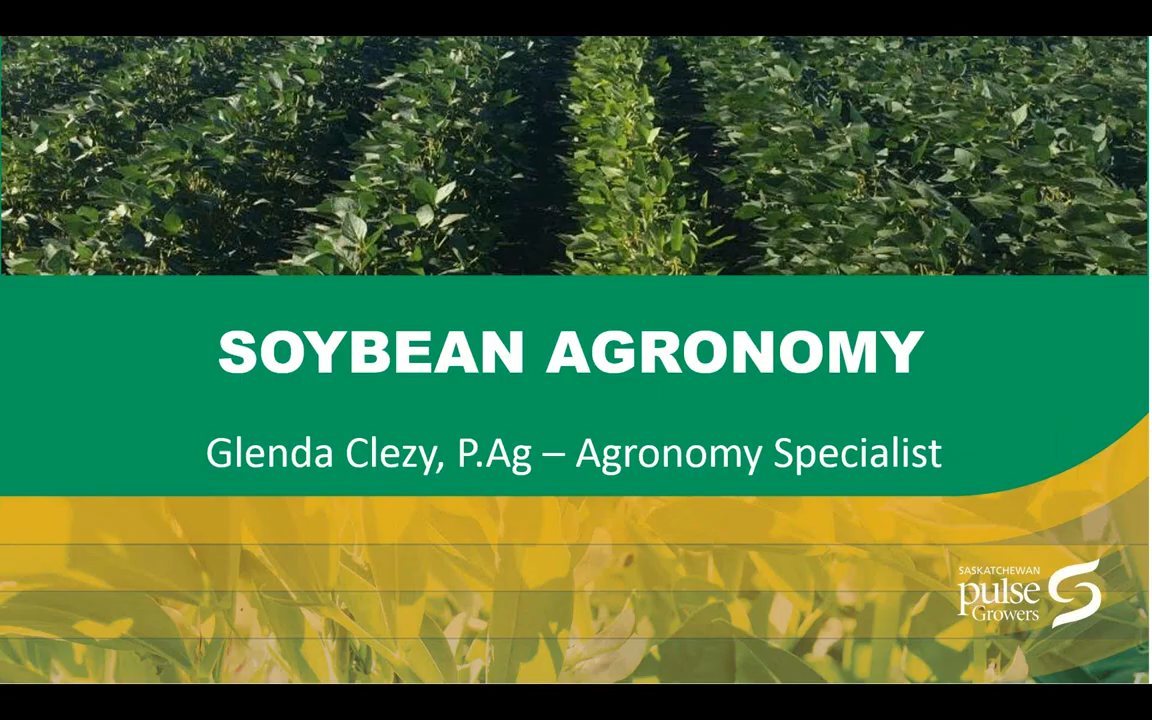 SOYBEAN AGRONOMY
Glenda Clezy, P.Ag – Agronomy Specialist
SASKATCHEWAN
pulse
Growers